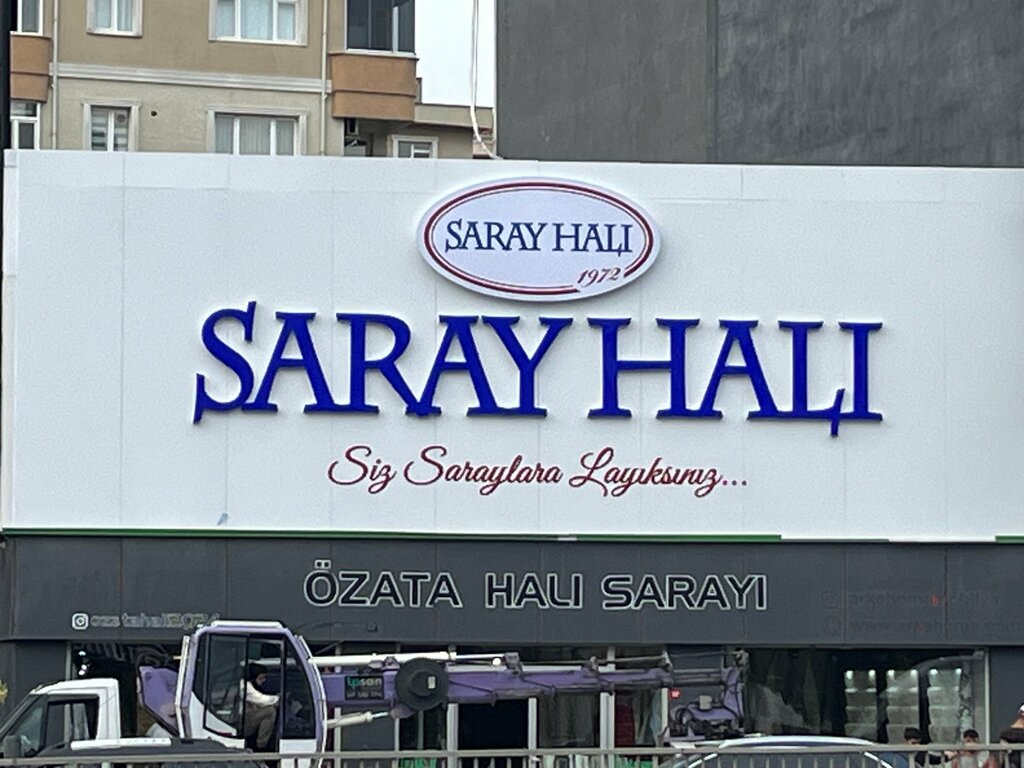 SARAY HALI
1972
SARAY HALI
Siz Saraylara Layıksınız...
ÖZATA HALI SARAYI